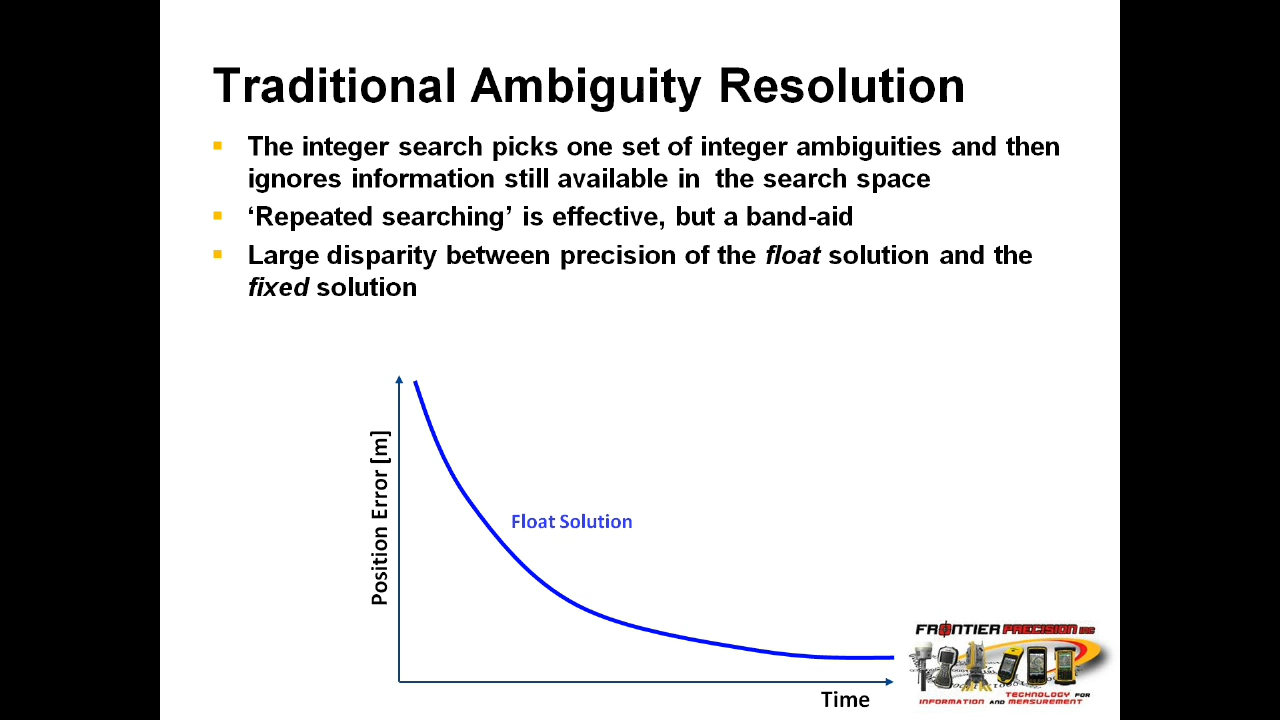 Traditional Ambiguity Resolution
The integer search picks one set of integer ambiguities and then
ignores information still available in the search space
‘Repeated searching’ is effective, but a band-aid
Large disparity between precision of the float solution and the
fixed solution
Position Error [m]
Float Solution
Time
FRONTIER PRECISION INC
TECHNOLOGY FOR
INFORMATION AND MEASUREMENT